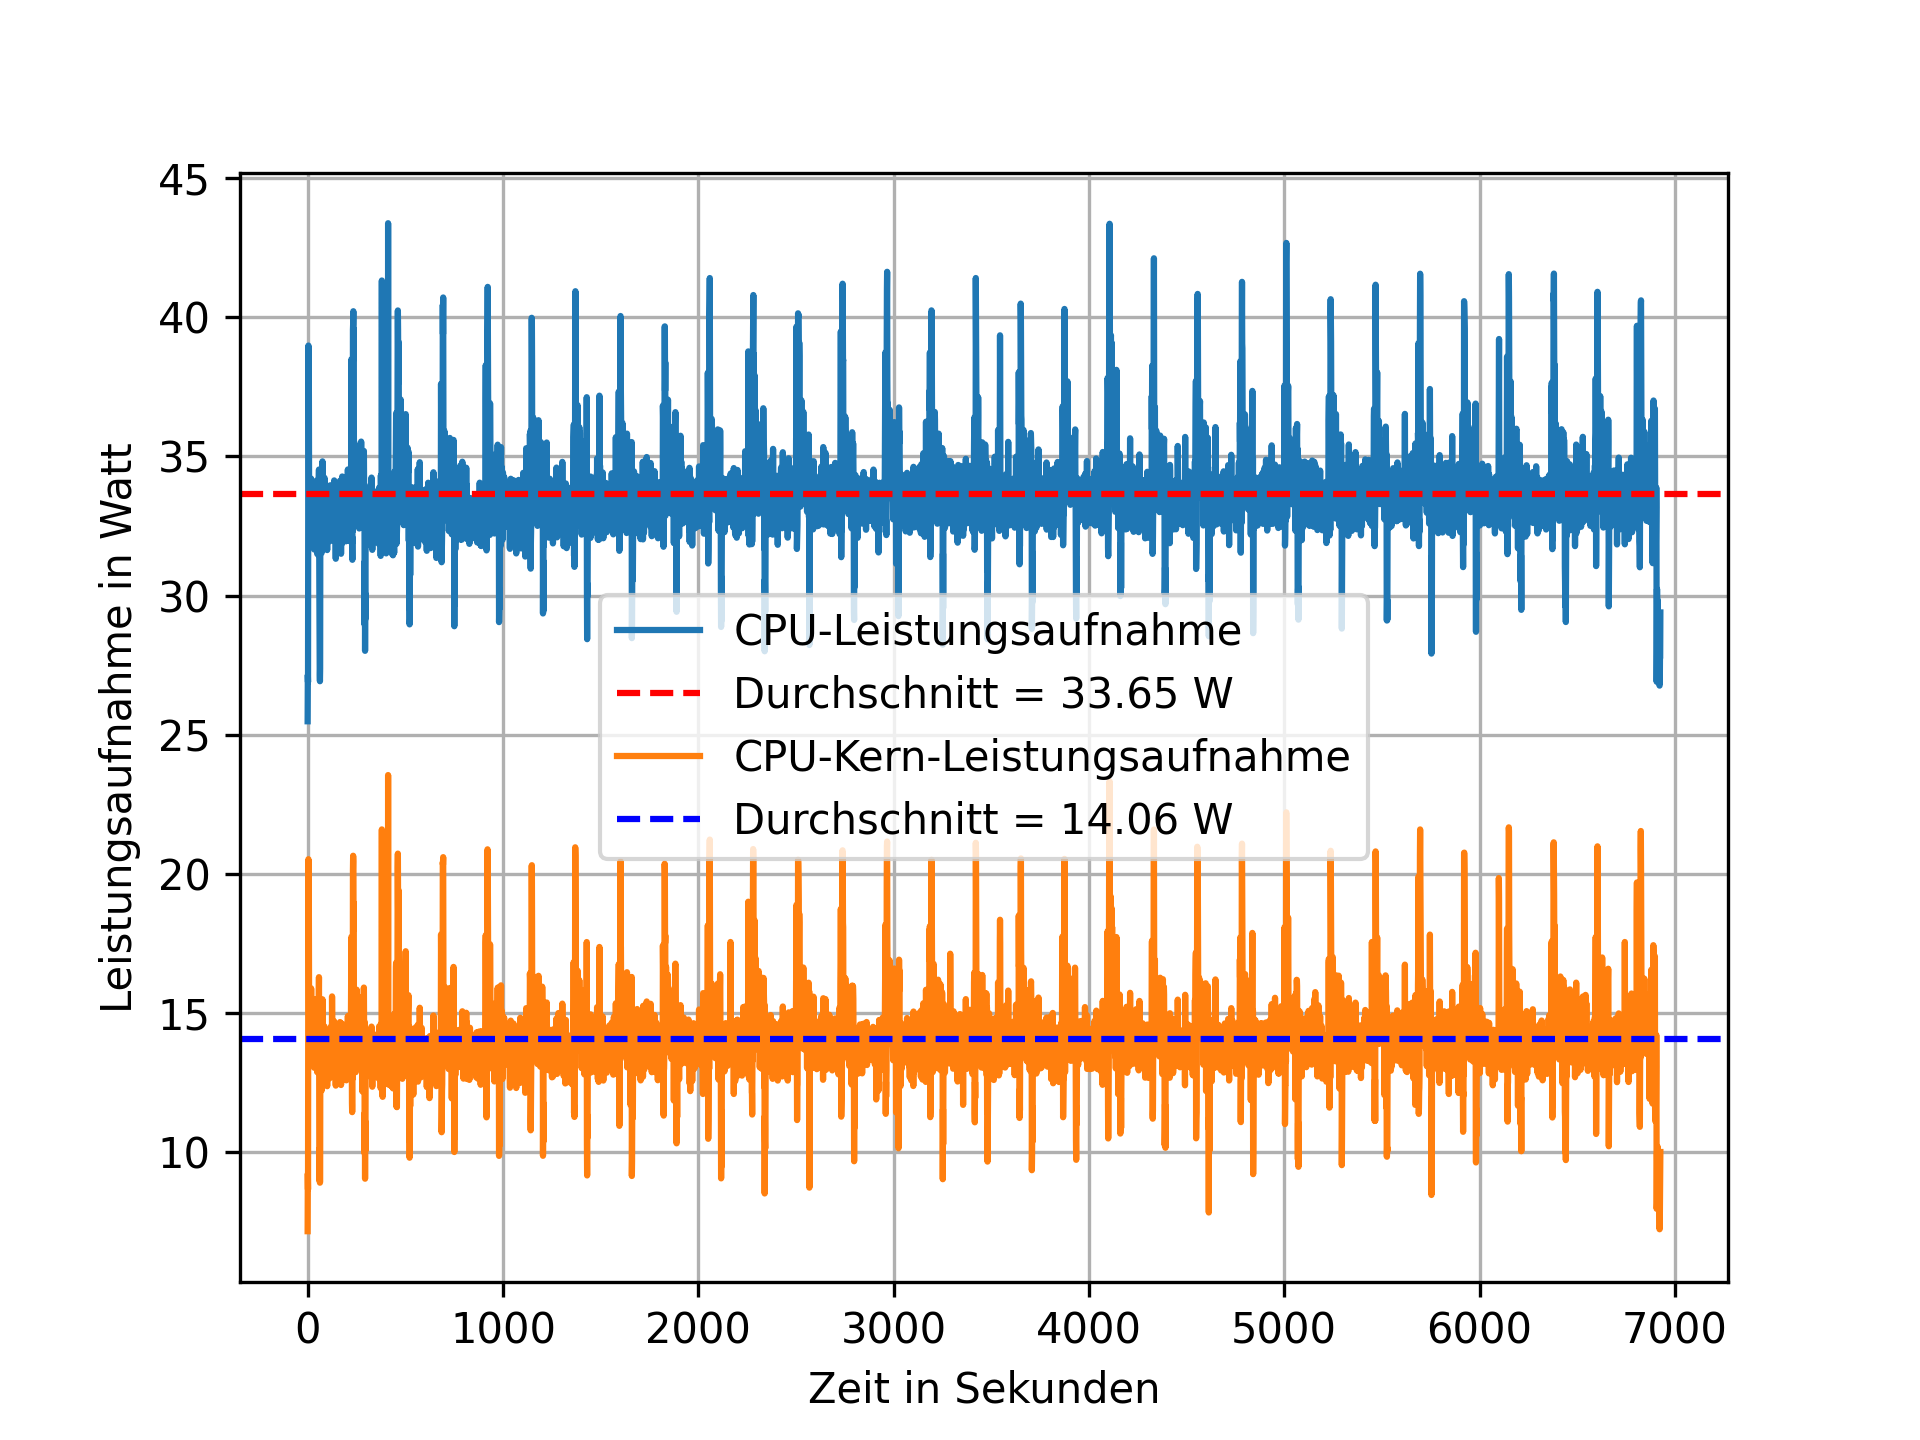 45
40
35
30
25
20
15
10
Leistungsaufnahme in Watt
CPU-Leistungsaufnahme
Durchschnitt = 33.65 W
CPU-Kern-Leistungsaufnahme
Durchschnitt = 14.06 W
0 1000 2000 3000 4000 5000 6000 7000
Zeit in Sekunden